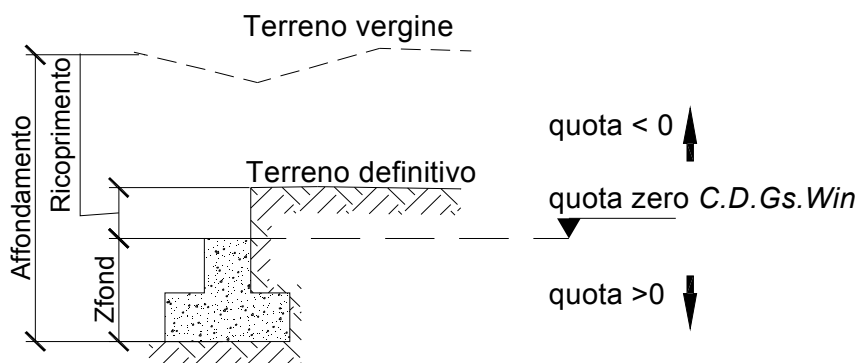 Terreno vergine
Affondamento
Ricoprimento
quota < 0
Terreno definitivo
quota zero C.D.Gs.Win
Zfond
quota >0